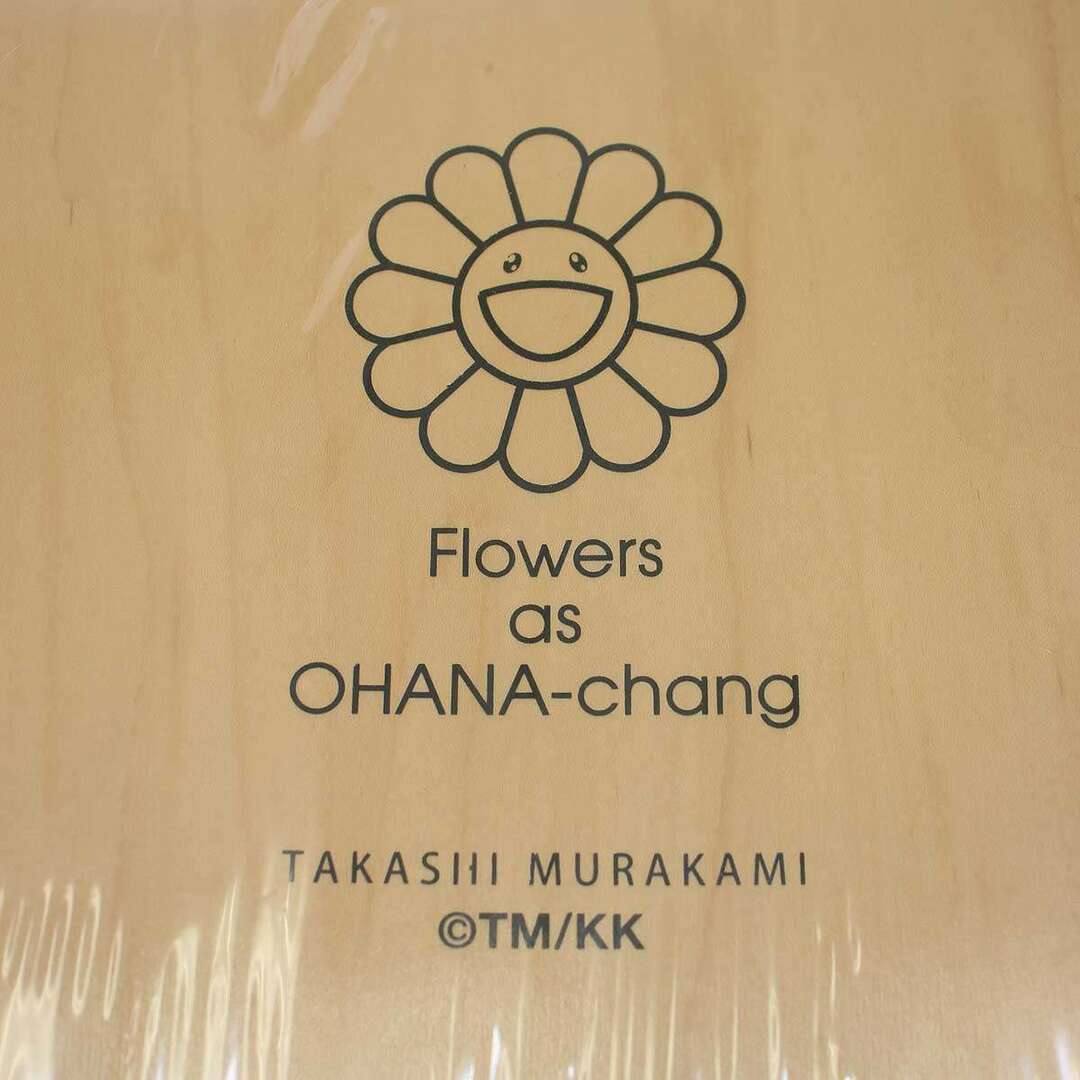 Flowers
as
OHANA-chang
TAKASHI MURAKAMI
©TM/KK